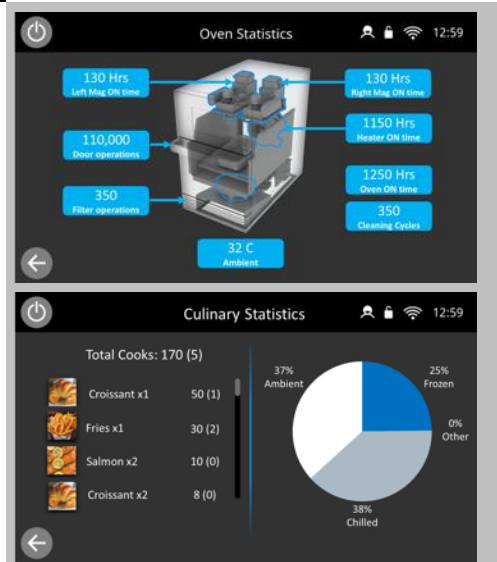 Oven Statistics
12:59
130 Hrs
Left Mag ON time
130 Hrs
Right Mag ON time
110,000
Door operations
1150 Hrs
Heater ON time
350
Filter operations
1250 Hrs
Oven ON time
350
Cleaning Cycles
32 C
Ambient
Culinary Statistics
12:59
Total Cooks: 170 (5)
Croissant x1 50 (1)
Fries x1 30 (2)
Salmon x2 10 (0)
Croissant x2 8 (0)
37%
Ambient
25%
Frozen
0%
Other
38%
Chilled